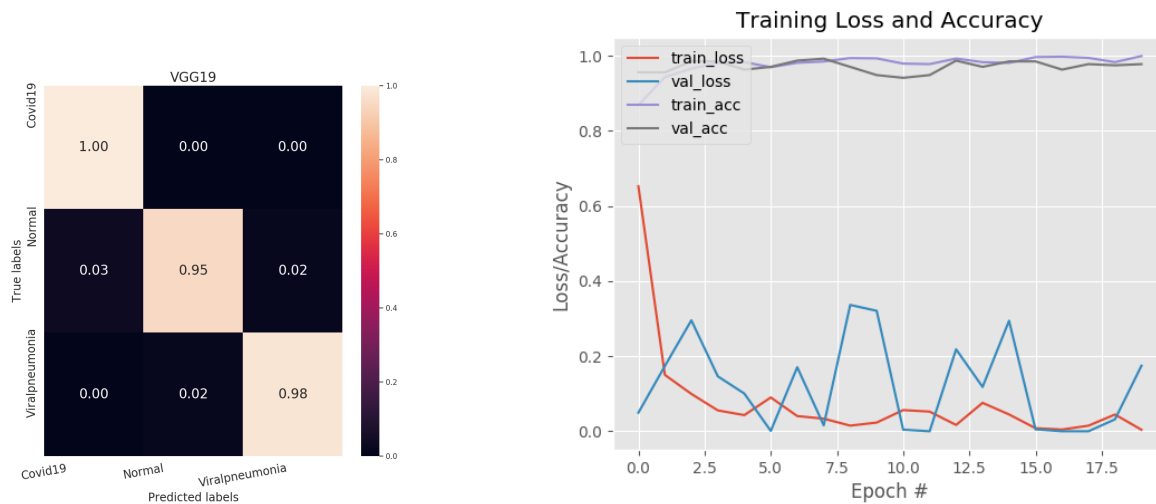 VGG19
Covid19
Normal
Viralpneumonia
True labels
1.00 0.00 0.00
0.03 0.95 0.02
0.00 0.02 0.98
Covid19 Normal Viralpneumonia
Predicted labels
1.0
0.8
0.6
0.4
0.2
0.0
Training Loss and Accuracy
train_loss
val_loss
train_acc
val_acc
Loss/Accuracy
1.0
0.8
0.6
0.4
0.2
0.0
0.0 2.5 5.0 7.5 10.0 12.5 15.0 17.5
Epoch #